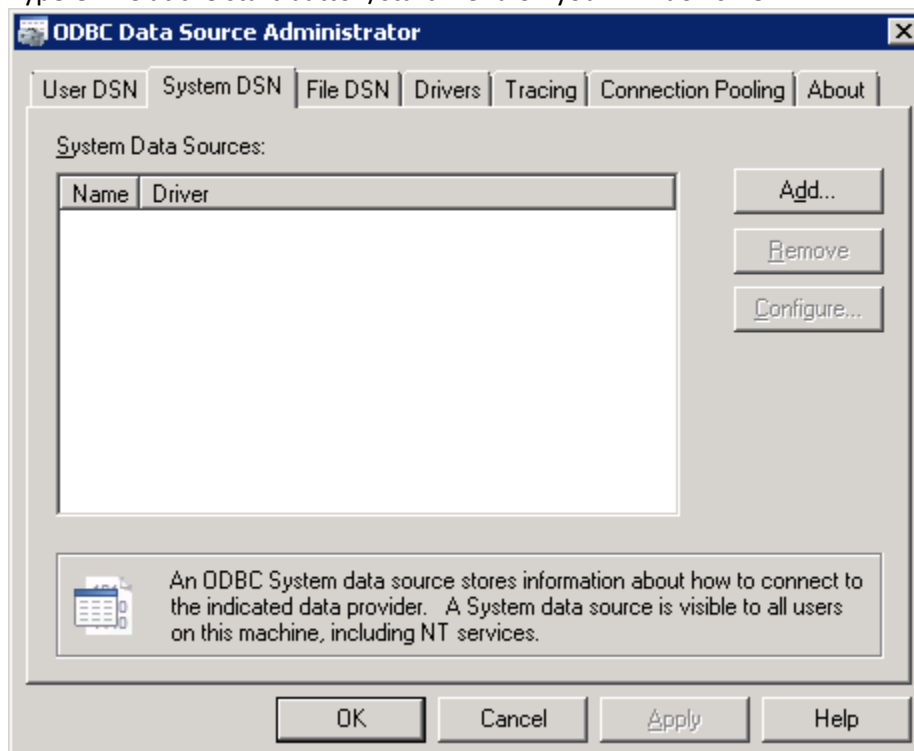 ODBC Data Source Administrator
User DSN System DSN File DSN Drivers Tracing Connection Pooling About
System Data Sources:
Name Driver
Add...
Remove
Configure...
An ODBC System data source stores information about how to connect to
the indicated data provider. A System data source is visible to all users
on this machine, including NT services.
OK Cancel Apply Help